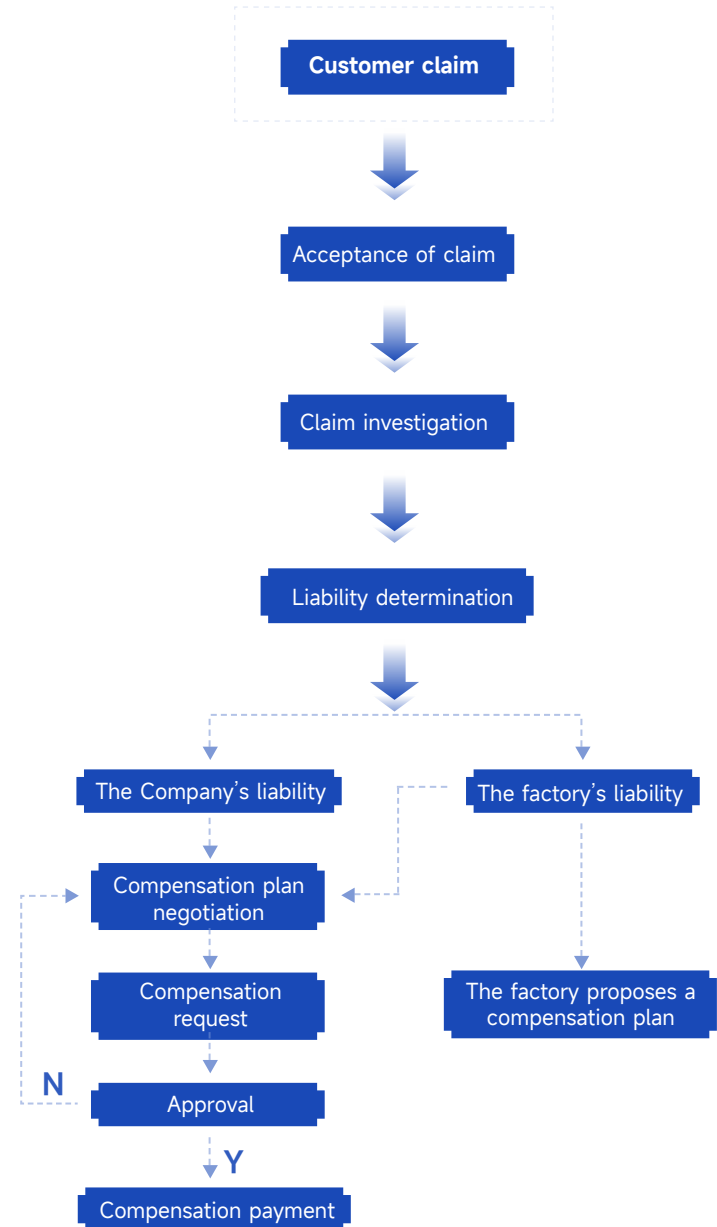 Customer claim
Acceptance of claim
Claim investigation
Liability determination
The Company’s liability
The factory’s liability
Compensation plan
negotiation
Compensation
request
The factory proposes a
compensation plan
N
Approval
Y
Compensation payment